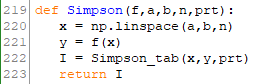 219 def Simpson(f,a,b,n,prt):
220     x = np.linspace(a,b,n)
221     y = f(x)
222     I = Simpson_tab(x,y,prt)
223     return I